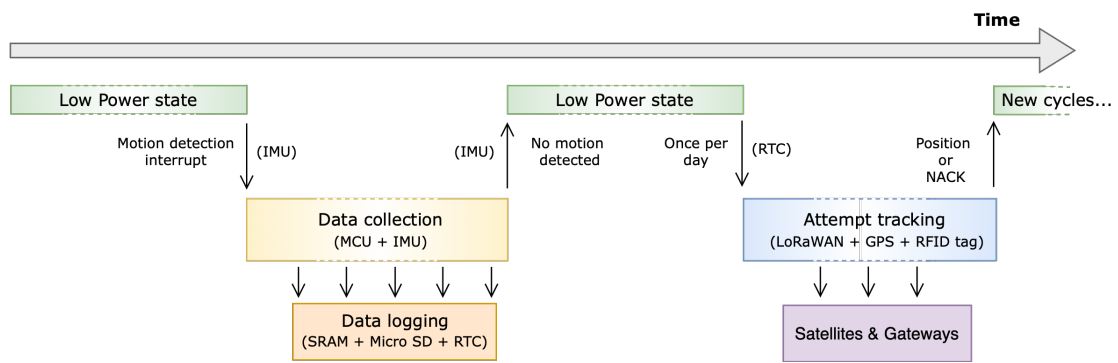 Time
Low Power state
Low Power state
New cycles...
Motion detection
interrupt
(IMU)
(IMU)
No motion
detected
Once per
day
(RTC)
Position
or
NACK
Data collection
(MCU + IMU)
Attempt tracking
(LoRaWAN + GPS + RFID tag)
Data logging
(SRAM + Micro SD + RTC)
Satellites & Gateways